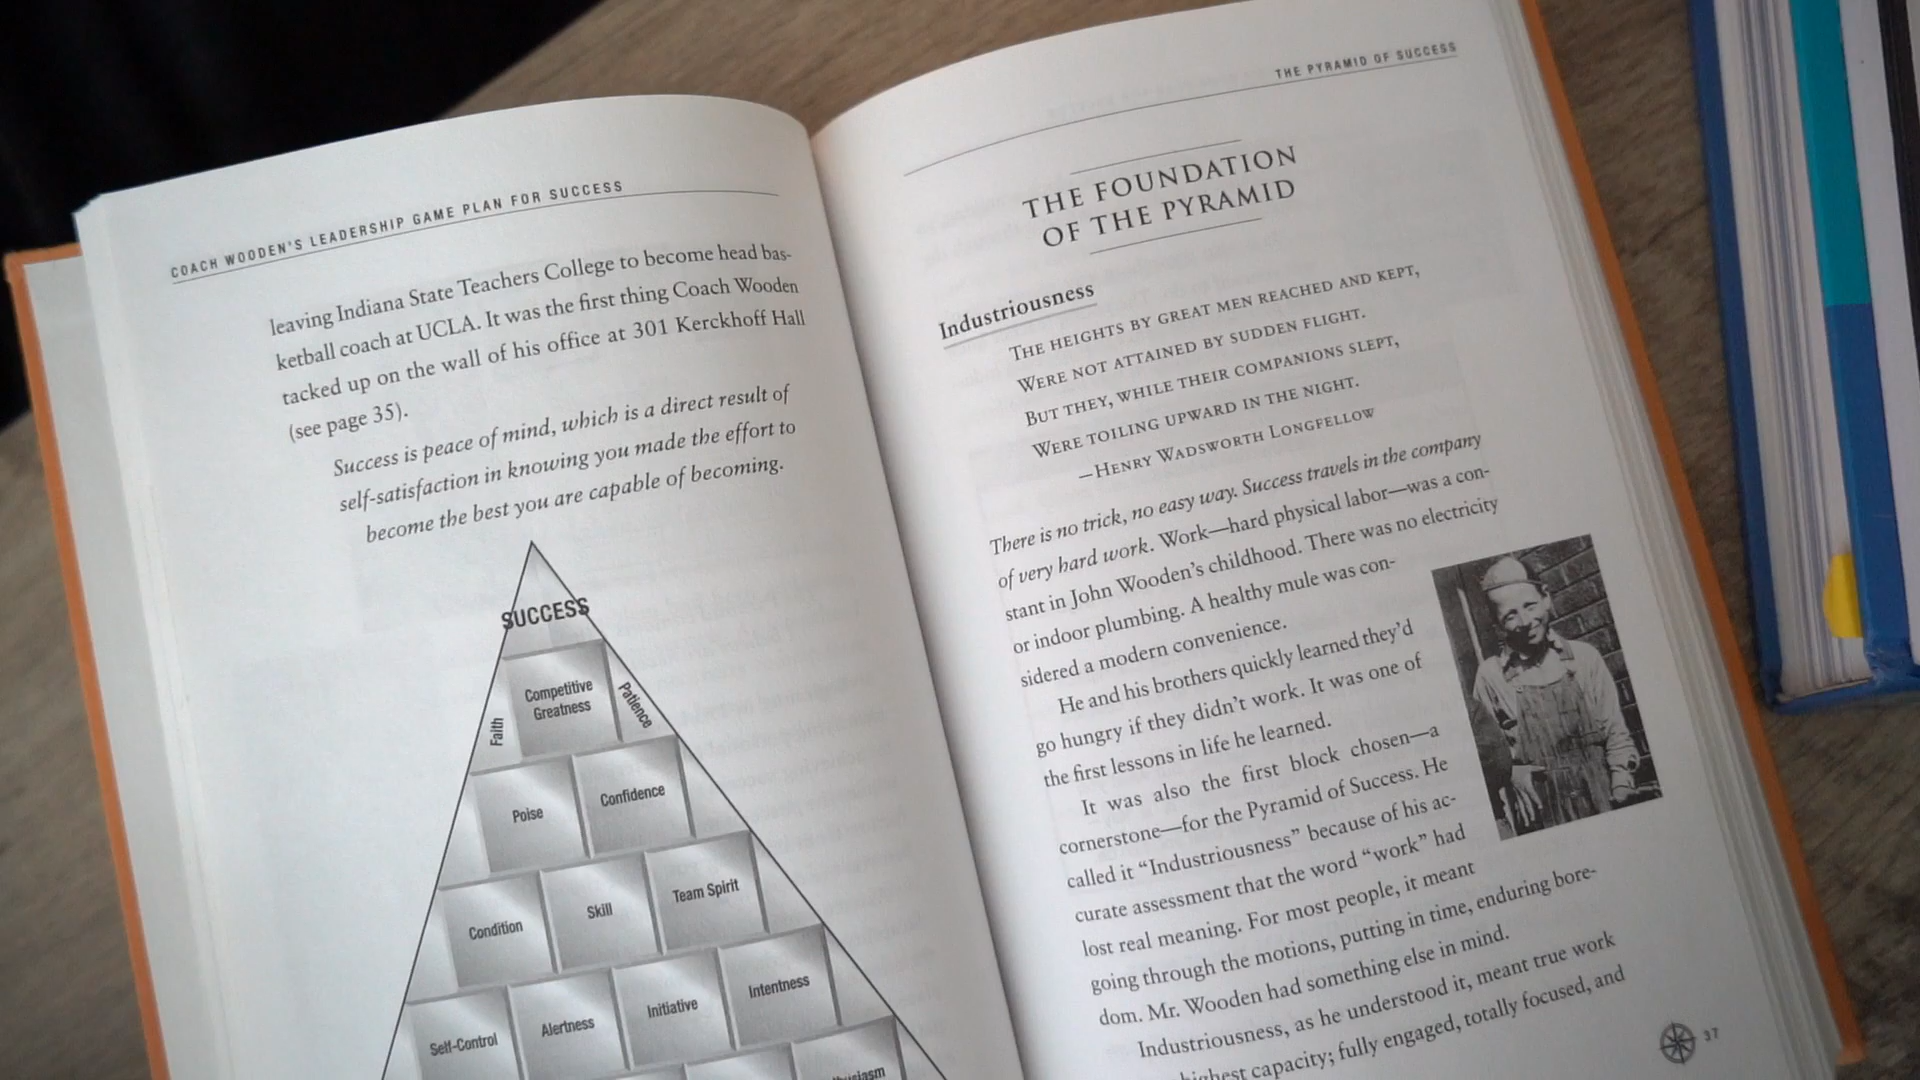 COACH WOODEN'S LEADERSHIP GAME PLAN FOR SUCCESS
leaving Indiana State Teachers College to become head bas-
ketball coach at UCLA. It was the first thing Coach Wooden
tacked up on the wall of his office at 301 Kerckhoff Hall
(see page 35).
Success is peace of mind, which is a direct result of
self-satisfaction in knowing you made the effort to
become the best you are capable of becoming.
SUCCESS
Faith
Competitive
Greatness
Patience
Poise
Confidence
Condition
Skill
Team Spirit
Self-Control
Alertness
Initiative
Intentness
THE PYRAMID OF SUCCESS
THE FOUNDATION
OF THE PYRAMID
Industriousness
THE HEIGHTS BY GREAT MEN REACHED AND KEPT,
WERE NOT ATTAINED BY SUDDEN FLIGHT.
BUT THEY, WHILE THEIR COMPANIONS SLEPT,
WERE TOILING UPWARD IN THE NIGHT.
—HENRY WADSWORTH LONGFELLOW
There is no trick, no easy way. Success travels in the company
of very hard work. Work—hard physical labor—was a con-
stant in John Wooden's childhood. There was no electricity
or indoor plumbing. A healthy mule was con-
sidered a modern convenience.
He and his brothers quickly learned they'd
go hungry if they didn't work. It was one of
the first lessons in life he learned.
It was also the first block chosen—a
cornerstone—for the Pyramid of Success. He
called it “Industriousness” because of his ac-
curate assessment that the word “work” had
lost real meaning. For most people, it meant
going through the motions, putting in time, enduring bore-
dom. Mr. Wooden had something else in mind.
Industriousness, as he understood it, meant true work
highest capacity; fully engaged, totally focused, and
37